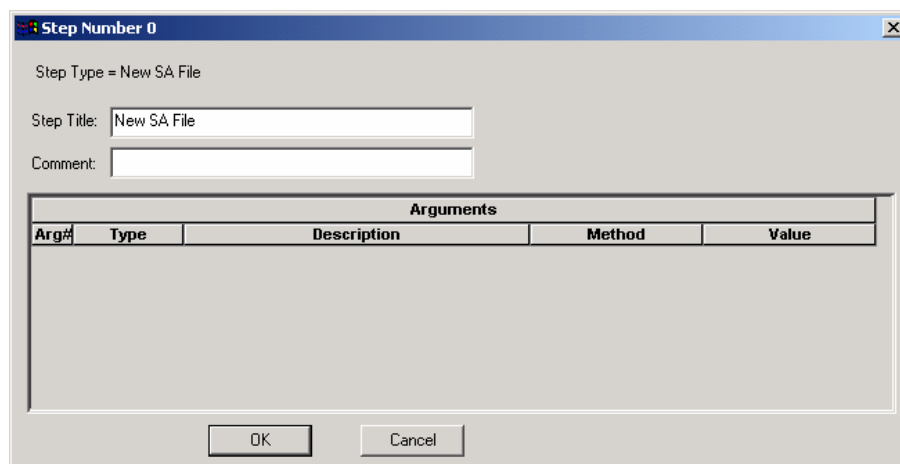 Step Number 0
Step Type = New SA File
Step Title: New SA File
Comment:
Arguments
Arg# Type Description Method Value
OK Cancel